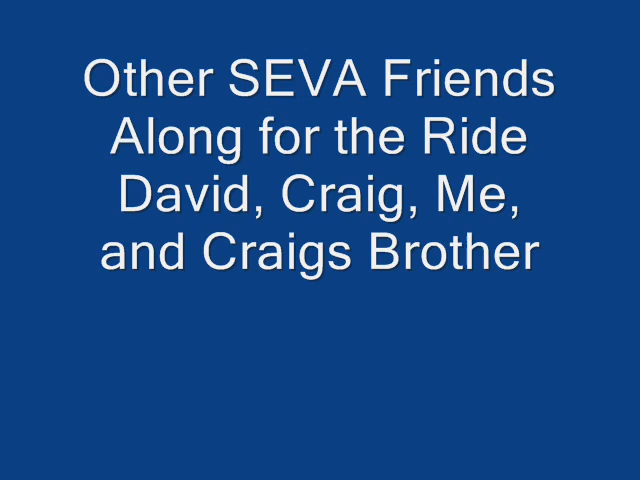 Other SEVA Friends
Along for the Ride
David, Craig, Me,
and Craigs Brother